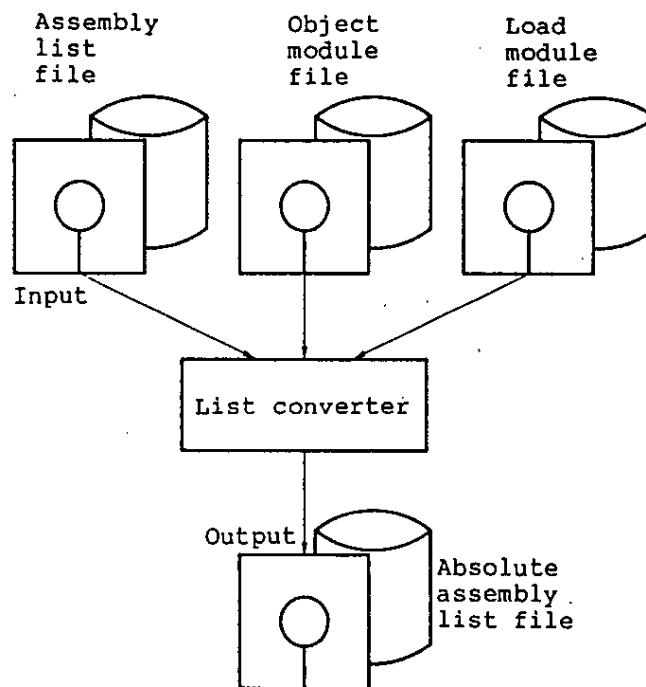 Assembly
list
file
Object
module
file
Load
module
file
Input
List converter
Output
Absolute
assembly
list file